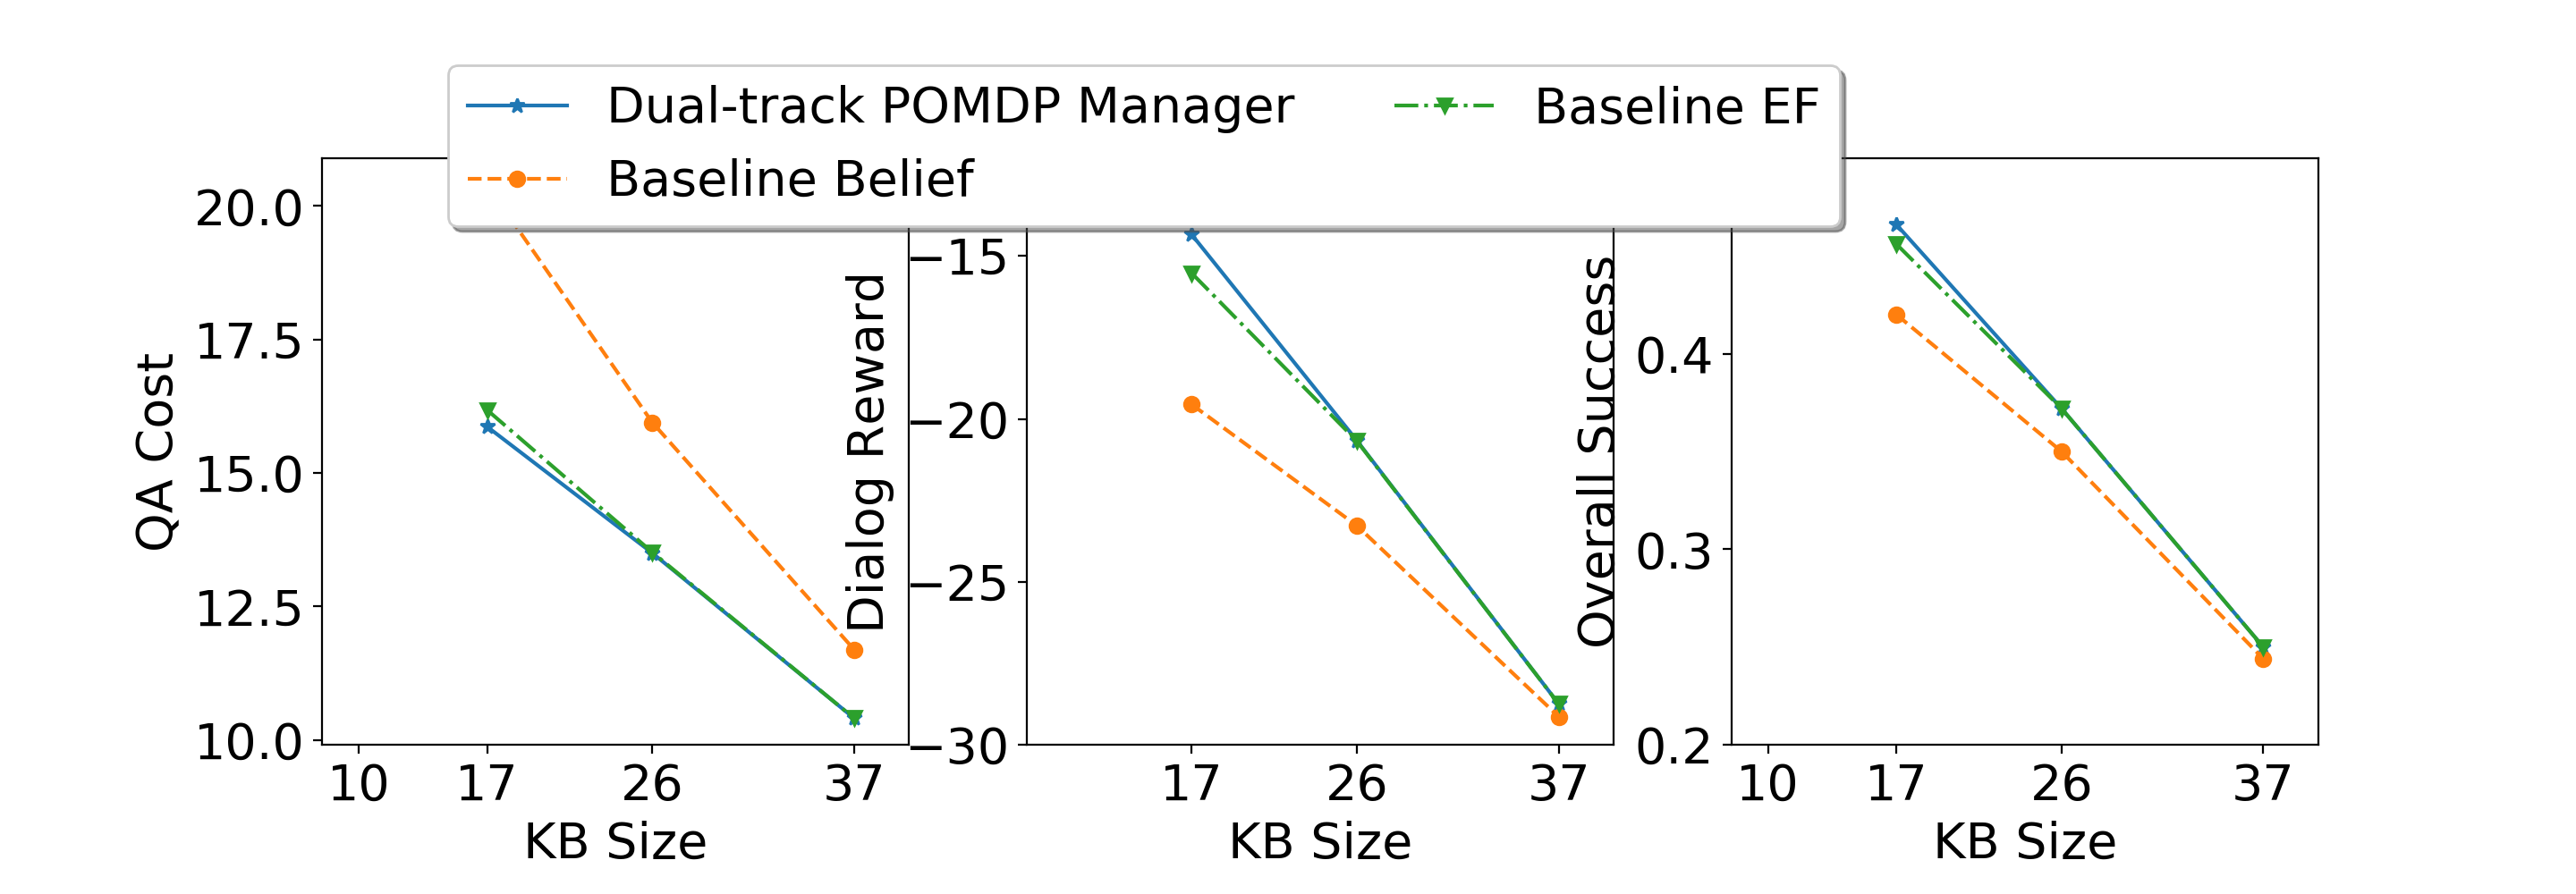 Dual-track POMDP Manager
Baseline Belief
Baseline EF
QA Cost
20.0
17.5
15.0
12.5
10.0
10 17 26 37
KB Size
Dialog Reward
−15
−20
−25
−30
17 26 37
KB Size
Overall Success
0.4
0.3
0.2
10 17 26 37
KB Size